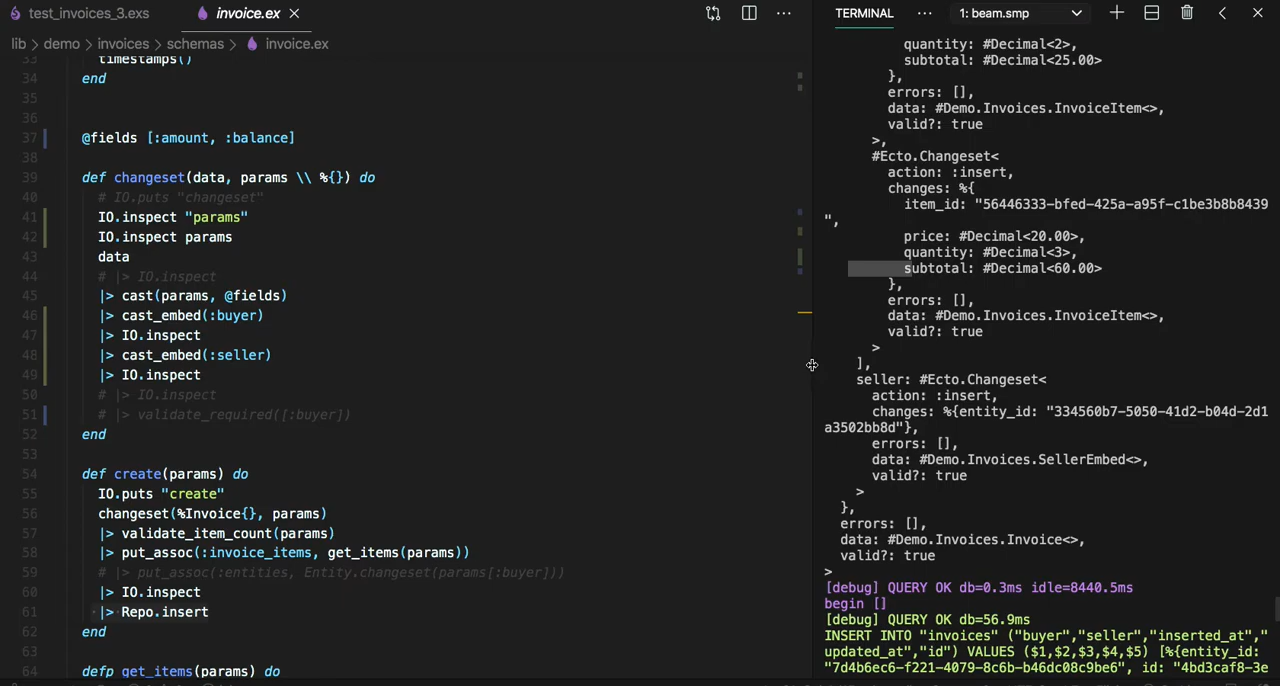 test_invoices_3.exs
invoice.ex
lib > demo > invoices > schemas > invoice.ex
33 timestamps()
34 end
35
36
37 @fields [:amount, :balance]
38
39 def changeset(data, params \\ %{}) do
40 # IO.puts "changeset"
41 IO.inspect "params"
42 IO.inspect params
43 data
44 # |> IO.inspect
45 |> cast(params, @fields)
46 |> cast_embed(:buyer)
47 |> IO.inspect
48 |> cast_embed(:seller)
49 |> IO.inspect
50 # |> IO.inspect
51 # |> validate_required([:buyer])
52 end
53
54 def create(params) do
55 IO.puts "create"
56 changeset(%Invoice{}, params)
57 |> validate_item_count(params)
58 |> put_assoc(:invoice_items, get_items(params))
59 # |> put_assoc(:entities, Entity.changeset(params[:buyer]))
60 |> IO.inspect
61 |> Repo.insert
62 end
63
64 defp get_items(params) do
TERMINAL ... 1: beam.smp
quantity: #Decimal<2>,
subtotal: #Decimal<25.00>
},
errors: [],
data: #Demo.Invoices.InvoiceItem<>,
valid?: true
>,
#Ecto.Changeset<
action: :insert,
changes: %{
item_id: "56446333-bfed-425a-a95f-c1be3b8b8439
",
price: #Decimal<20.00>,
quantity: #Decimal<3>,
subtotal: #Decimal<60.00>
},
errors: [],
data: #Demo.Invoices.InvoiceItem<>,
valid?: true
>
],
seller: #Ecto.Changeset<
action: :insert,
changes: %{entity_id: "334560b7-5050-41d2-b04d-2d1
a3502bb8d"},
errors: [],
data: #Demo.Invoices.SellerEmbed<>,
valid?: true
>
},
errors: [],
data: #Demo.Invoices.Invoice<>,
valid?: true
>
[debug] QUERY OK db=0.3ms idle=8440.5ms
begin []
[debug] QUERY OK db=56.9ms
INSERT INTO "invoices" ("buyer","seller","inserted_at","
updated_at","id") VALUES ($1,$2,$3,$4,$5) [%{entity_id:
"7d4b6ec6-f221-4079-8c6b-b46dc08c9be6", id: "4bd3caf8-3e